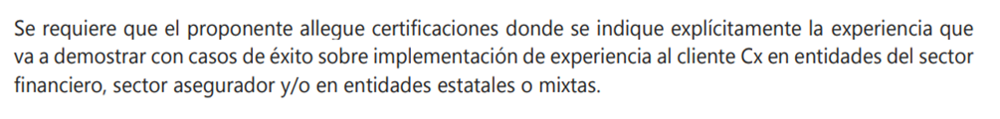 Se requiere que el proponente allegue certificaciones donde se indique explícitamente la experiencia que
va a demostrar con casos de éxito sobre implementación de experiencia al cliente Cx en entidades del sector
financiero, sector asegurador y/o en entidades estatales o mixtas.